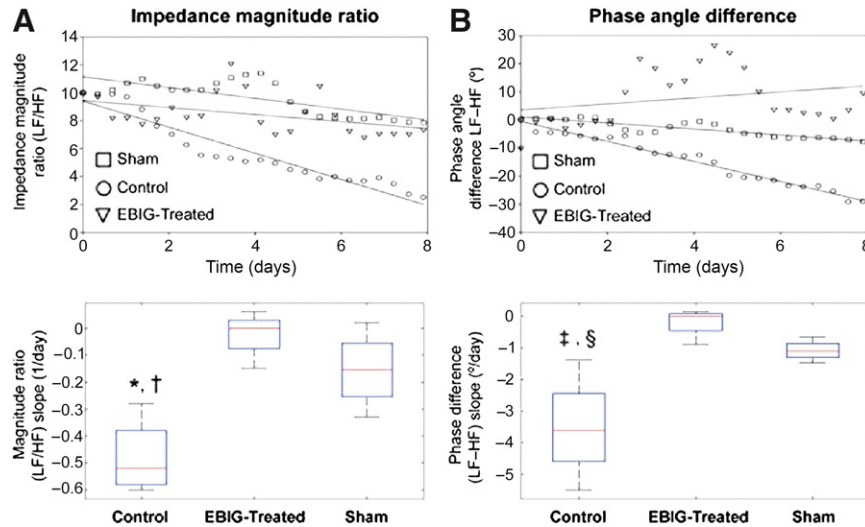 A
Impedance magnitude ratio
Impedance magnitude
ratio (LF/HF)
14
12
10
8
6
4
2
0
Sham
Control
EBIG-Treated
0
2
4
6
8
Time (days)
B
Phase angle difference
Phase angle
difference LF–HF (°)
30
20
10
0
−10
−20
−30
−40
Sham
Control
EBIG-Treated
0
2
4
6
8
Time (days)
Magnitude ratio
(LF/HF) slope (1/day)
0
−0.1
−0.2
−0.3
−0.4
−0.5
−0.6
*, †
Control
EBIG-Treated
Sham
Phase difference
(LF–HF) slope (°/day)
0
−1
−2
−3
−4
−5
‡, §
Control
EBIG-Treated
Sham